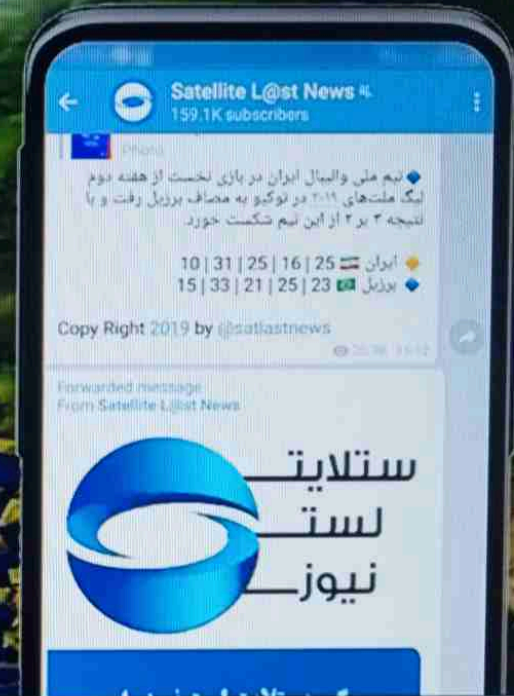 Satellite L@st News
159.1K subscribers
Photo
تیم ملی والیبال ایران در بازی نخست از هفته دوم
لیگ ملت‌های ۲۰۱۹ در توکیو به مصاف برزیل رفت و با
نتیجه ۳ بر ۲ از این تیم شکست خورد.
ایران 25 | 16 | 25 | 31 | 10
برزیل 23 | 25 | 21 | 33 | 15
Copy Right 2019 by @satlastnews
Forwarded message
From Satellite L@st News
ستلایتــ
لستــ
نیوزــ